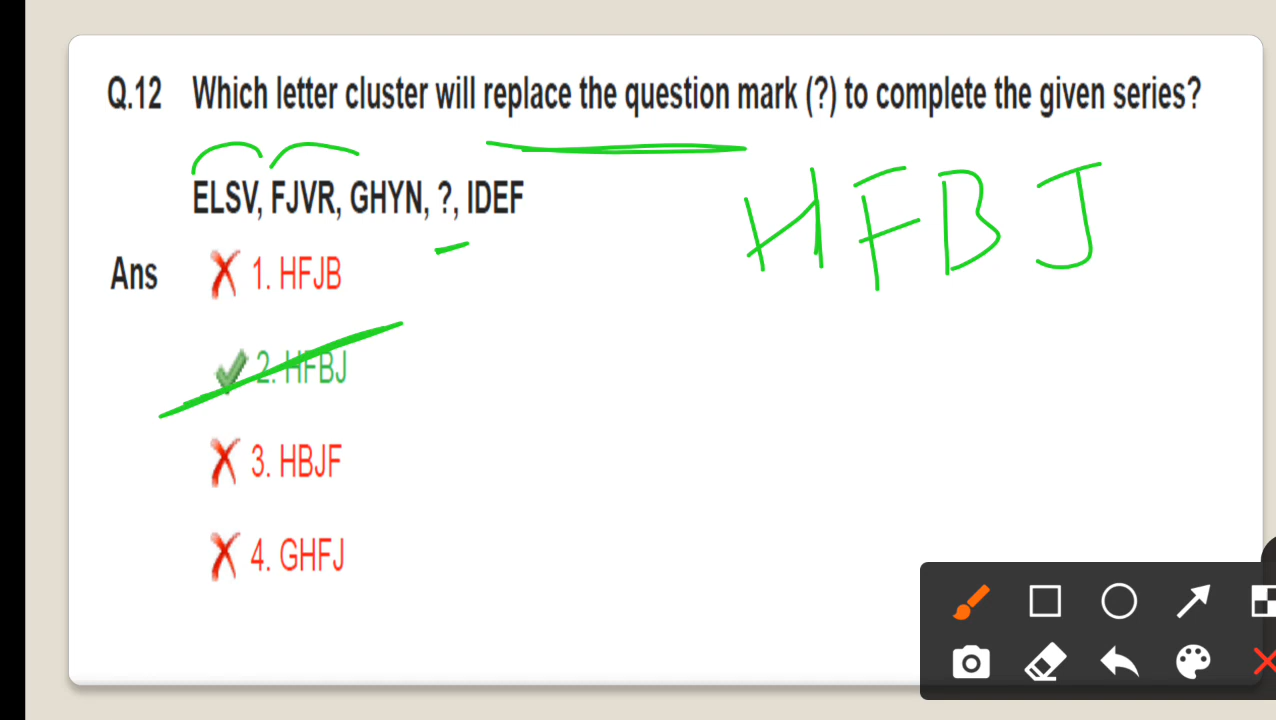 Q.12 Which letter cluster will replace the question mark (?) to complete the given series?
ELSV, FJVR, GHYN, ?, IDEF
HFBJ
Ans 1. HFJB
2. HFBJ
3. HBJF
4. GHFJ